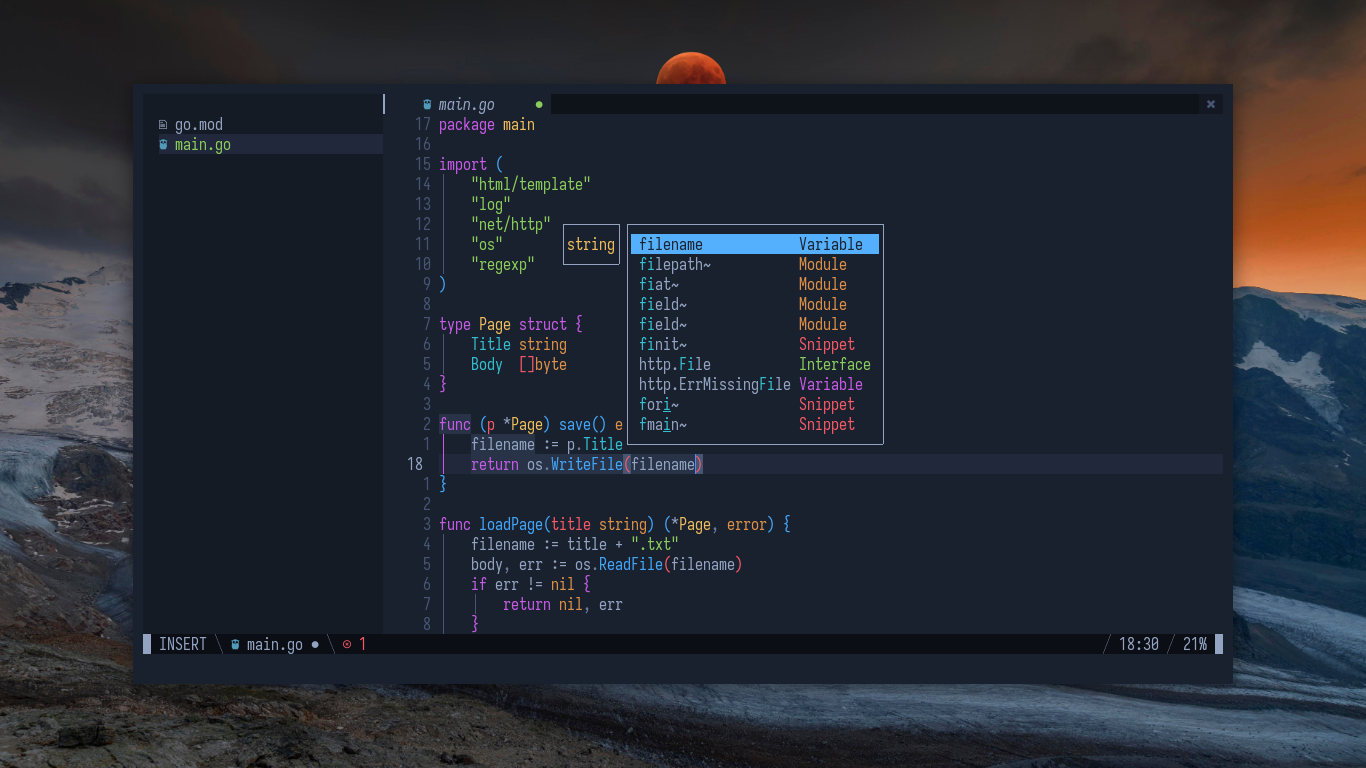 go.mod
main.go
main.go ● ✖
17 package main
16
15 import (
14 "html/template"
13 "log"
12 "net/http"
11 "os"
10 "regexp"
9 )
8
7 type Page struct {
6 Title string
5 Body []byte
4 }
3
2 func (p *Page) save() e
1 filename := p.Title
18 return os.WriteFile(filename)
1 }
2
3 func loadPage(title string) (*Page, error) {
4 filename := title + ".txt"
5 body, err := os.ReadFile(filename)
6 if err != nil {
7 return nil, err
8 }
string
filename Variable
filepath~ Module
fiat~ Module
field~ Module
field~ Module
finit~ Snippet
http.File Interface
http.ErrMissingFile Variable
fori~ Snippet
fmain~ Snippet
INSERT main.go ● 1 18:30 21%